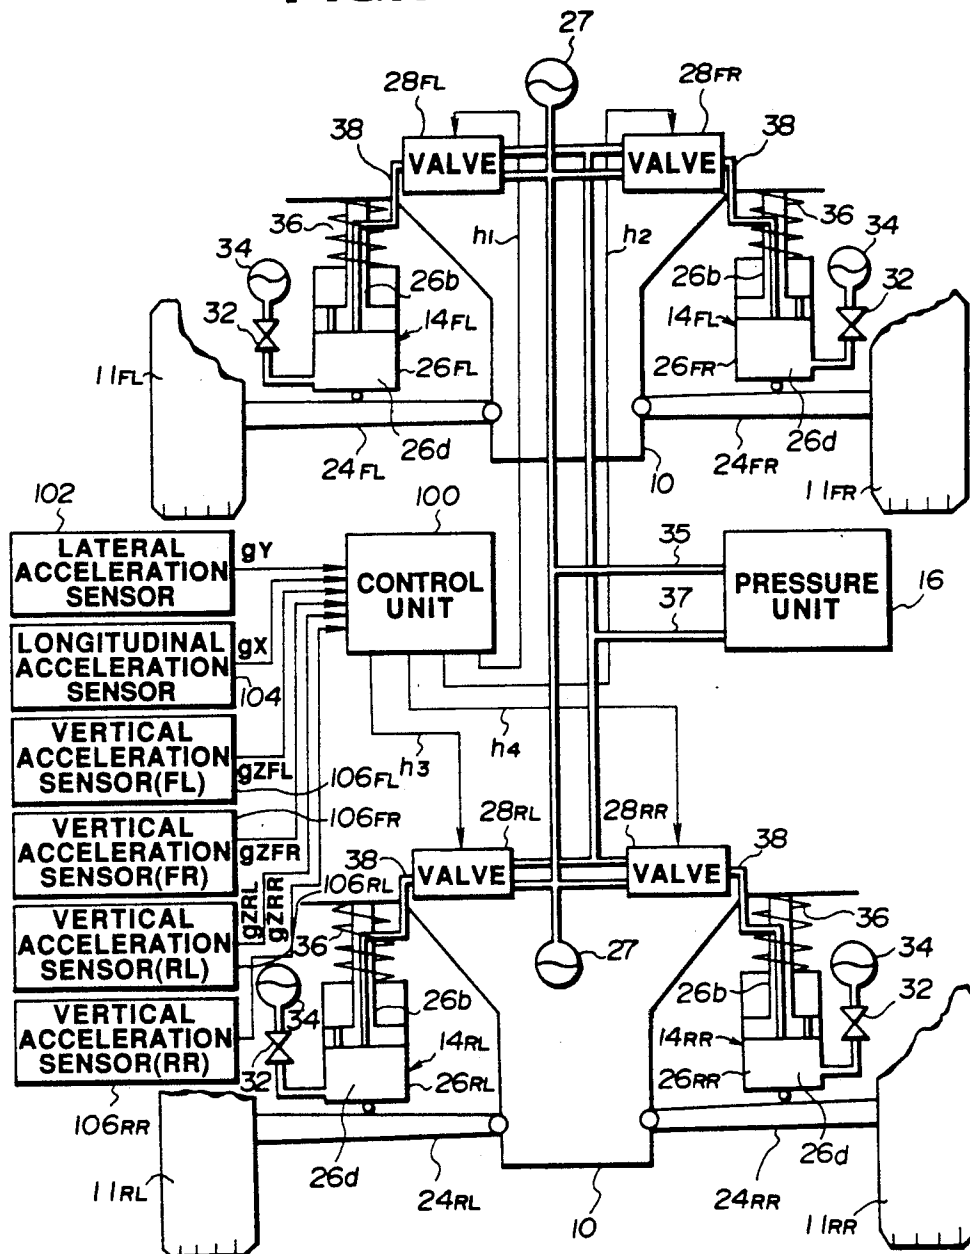 27
28FL
28FR
38
VALVE
VALVE
38
36
h1
h2
36
34
34
26b
26b
32
32
14FL
14FL
11FL
26FL
26FR
26d
26d
24FL
24FR
10
11FR
102
100
LATERAL
ACCELERATION
SENSOR
gY
CONTROL
UNIT
35
PRESSURE
UNIT
16
37
LONGITUDINAL
ACCELERATION
SENSOR
gX
104
VERTICAL
ACCELERATION
SENSOR(FL)
gZFL
106FL
h3
h4
VERTICAL
ACCELERATION
SENSOR(FR)
106FR
gZFR
28RL
28RR
38
VALVE
VALVE
38
VERTICAL
ACCELERATION
SENSOR(RL)
gZRL
gZRR
106RL
36
36
27
34
34
26b
26b
32
32
VERTICAL
ACCELERATION
SENSOR(RR)
14RL
14RR
26RL
26RR
106RR
26d
26d
11RL
24RL
10
24RR
11RR